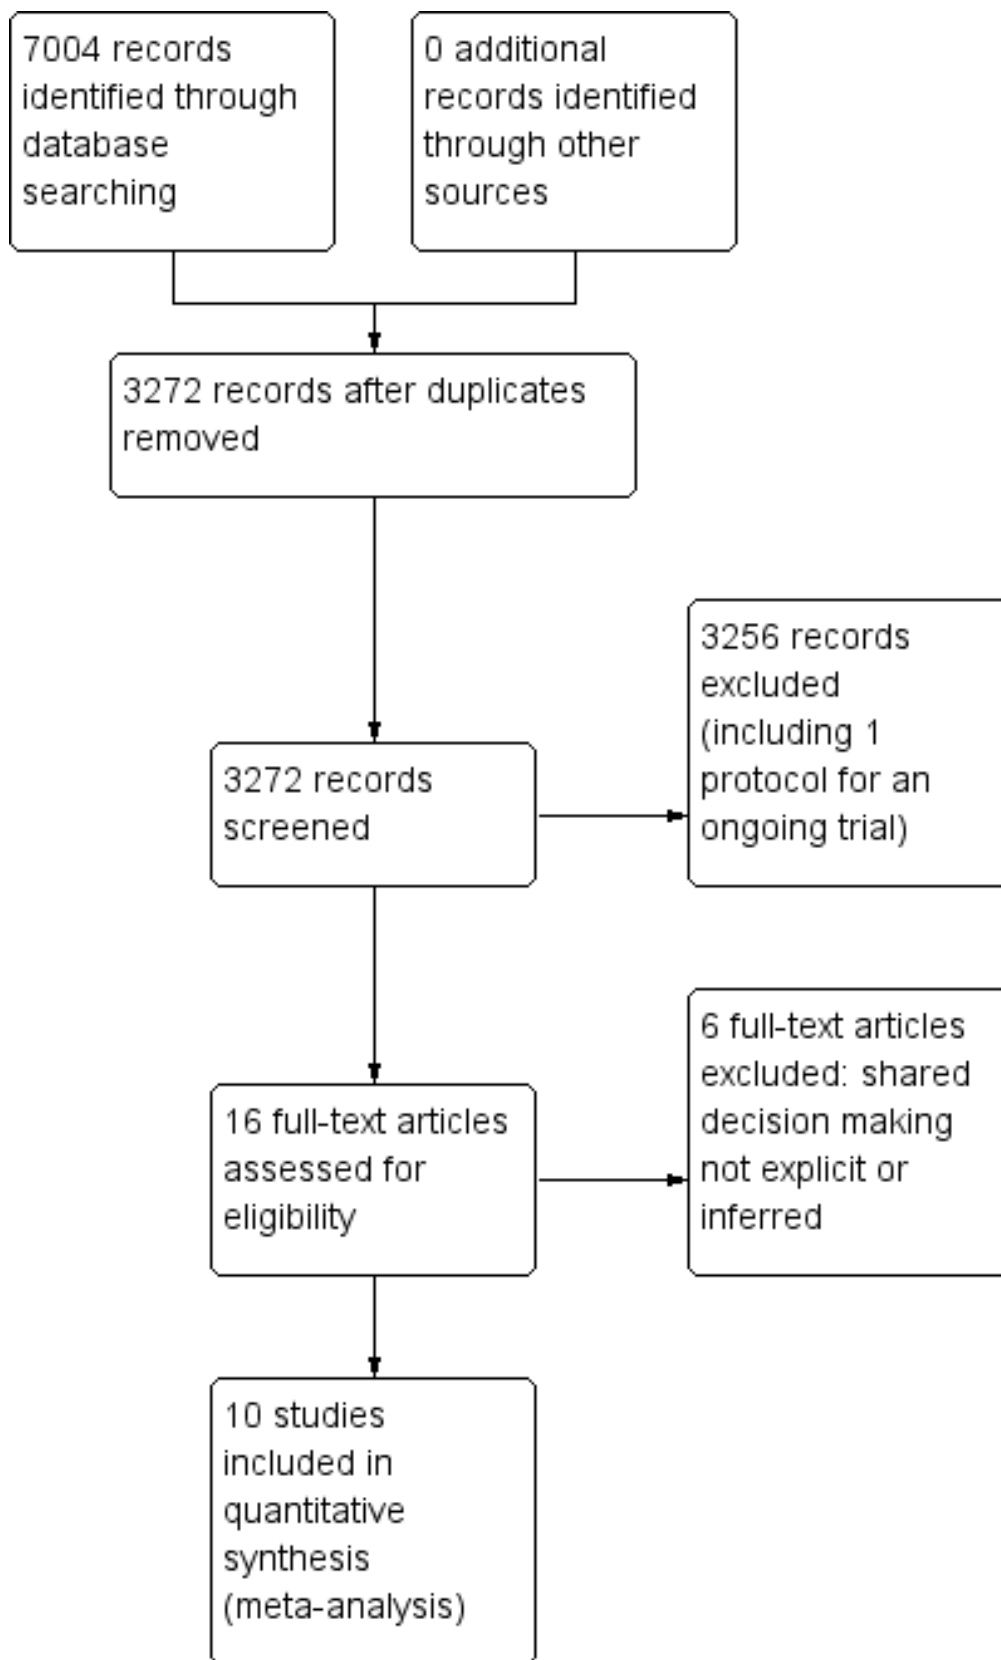 7004 records
identified through
database
searching
0 additional
records identified
through other
sources
3272 records after duplicates
removed
3272 records
screened
3256 records
excluded
(including 1
protocol for an
ongoing trial)
16 full-text articles
assessed for
eligibility
6 full-text articles
excluded: shared
decision making
not explicit or
inferred
10 studies
included in
quantitative
synthesis
(meta-analysis)